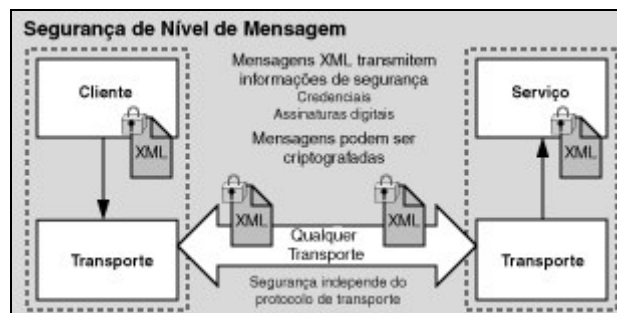 Segurança de Nível de Mensagem
Cliente
XML
Mensagens XML transmitem
informações de segurança
Credenciais
Assinaturas digitais
Mensagens podem ser
criptografadas
Serviço
XML
XML
XML
Qualquer
Transporte
Transporte
Transporte
Segurança independe do
protocolo de transporte